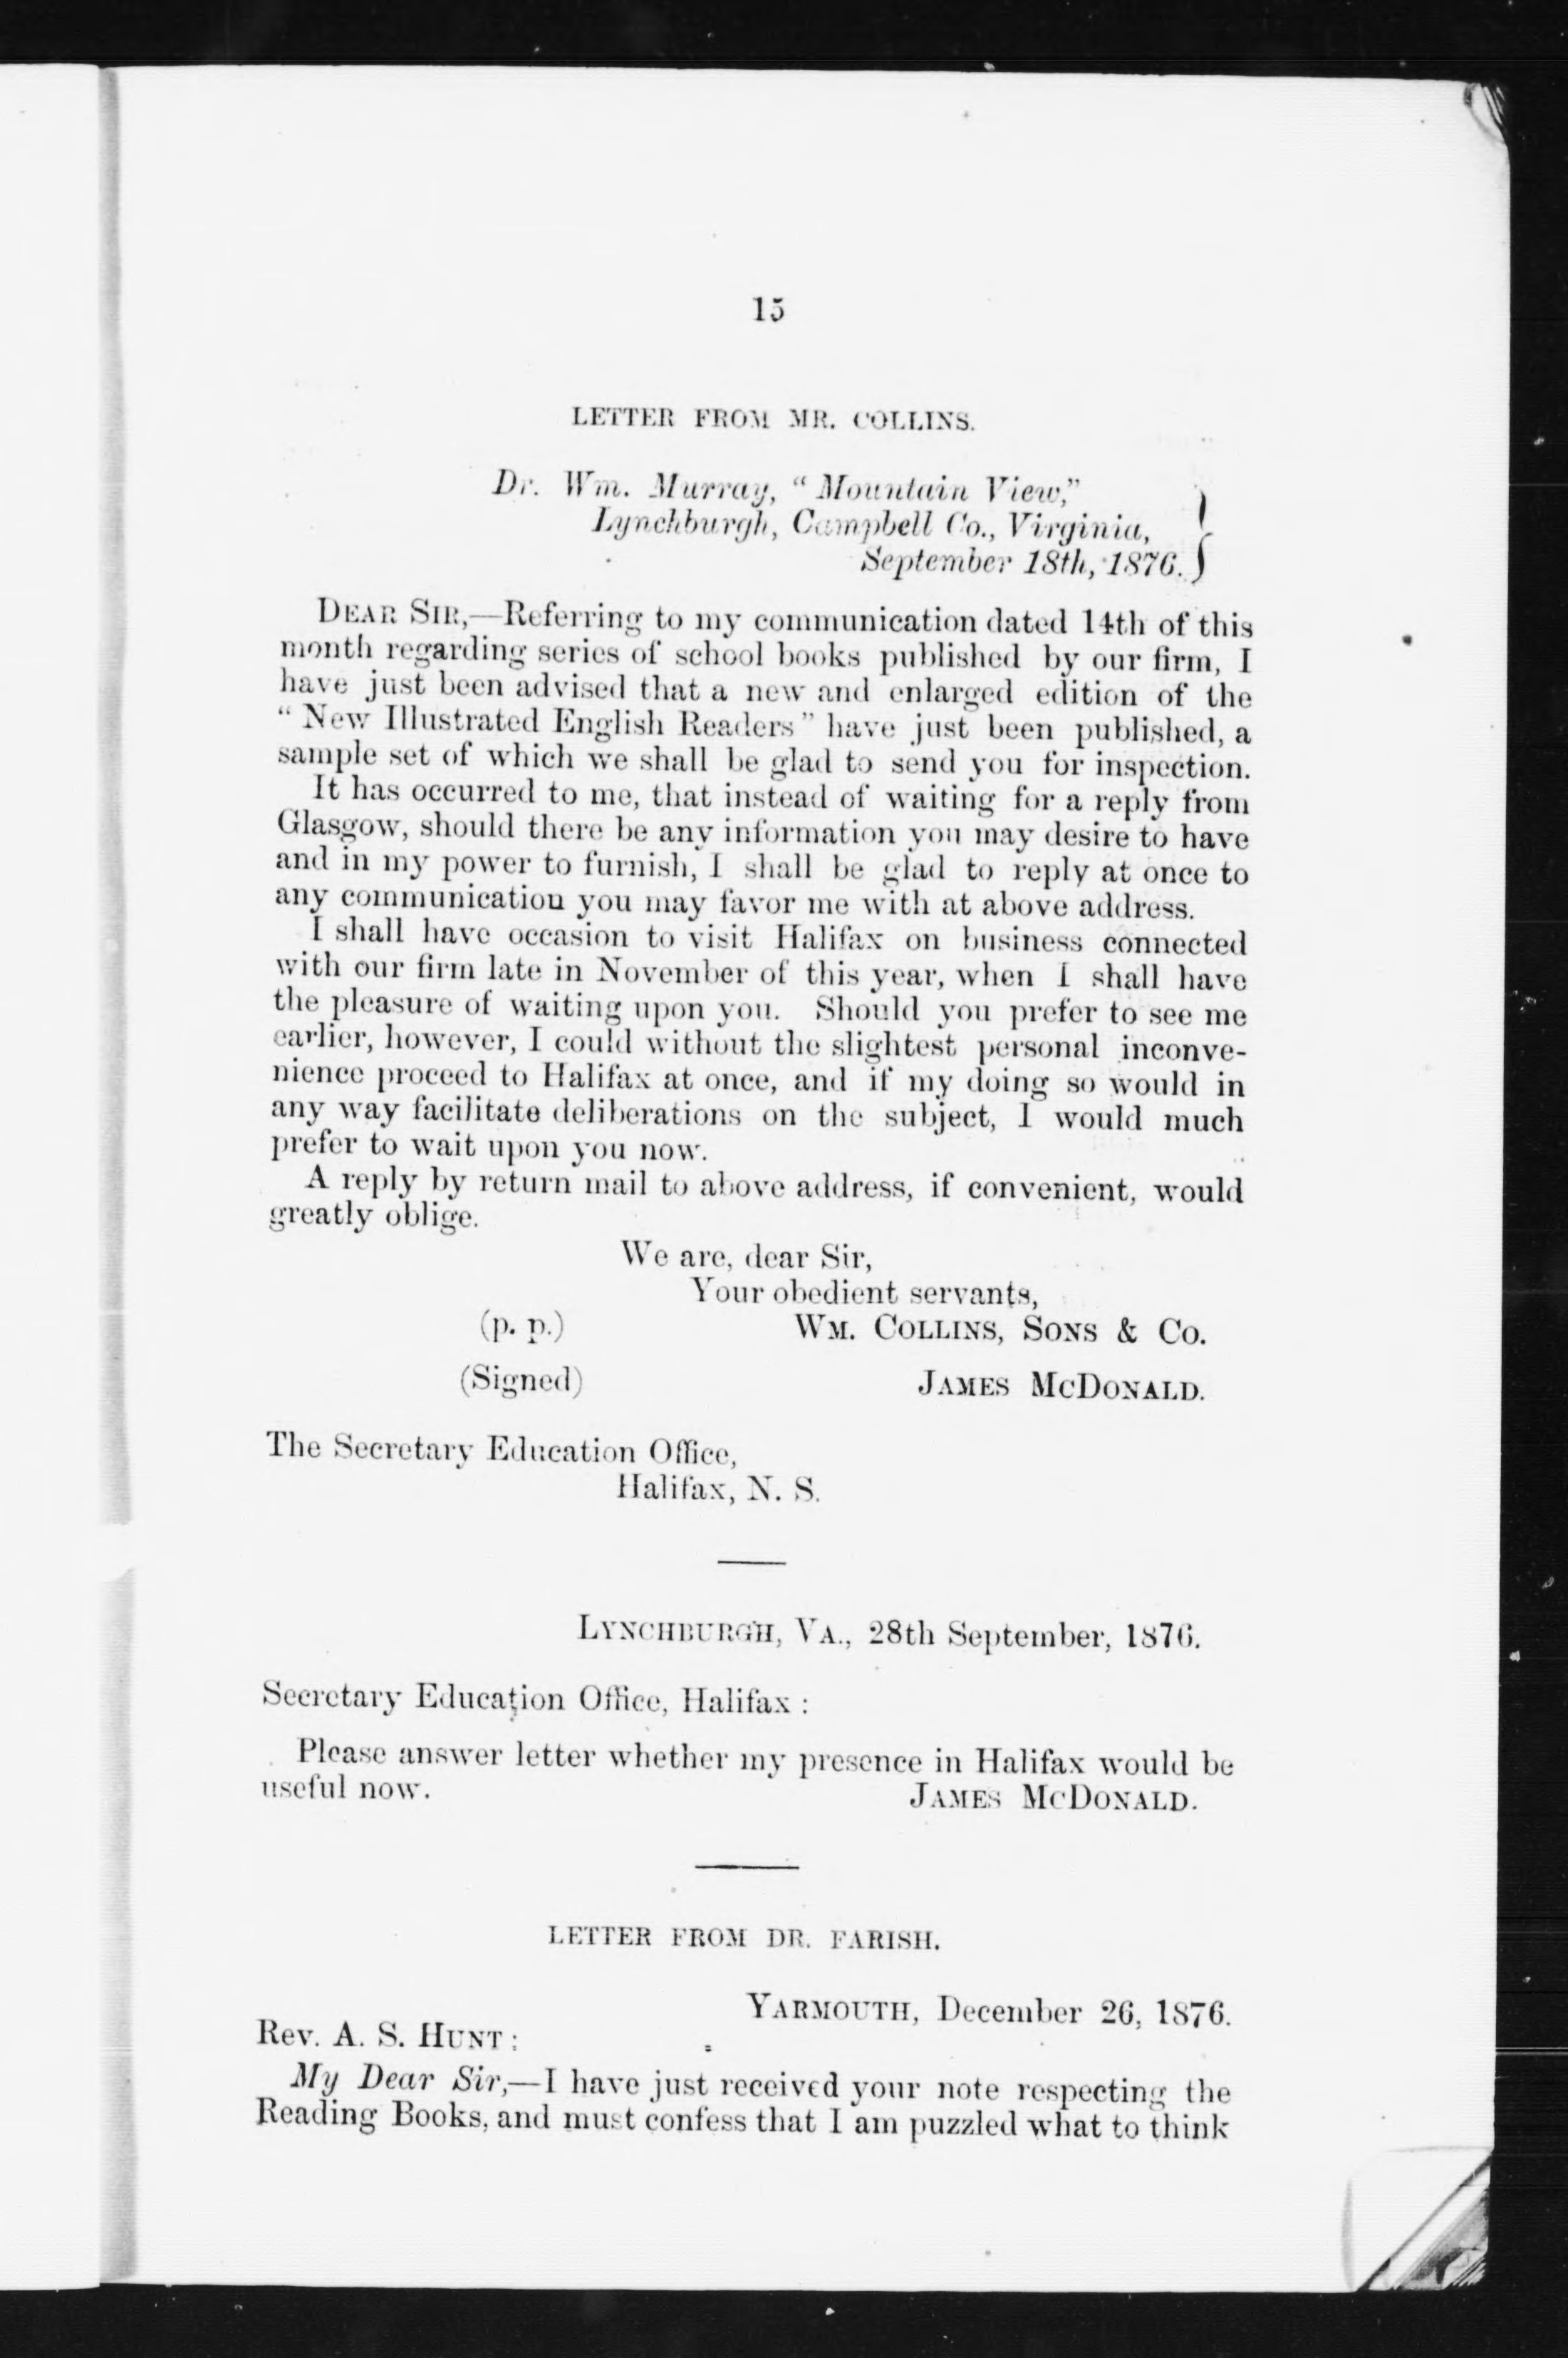 15
LETTER FROM MR. COLLINS.
Dr. Wm. Murray, “Mountain View,”
Lynchburgh, Campbell Co., Virginia,
September 18th, 1876.
DEAR SIR,—Referring to my communication dated 14th of this
month regarding series of school books published by our firm, I
have just been advised that a new and enlarged edition of the
“New Illustrated English Readers” have just been published, a
sample set of which we shall be glad to send you for inspection.
It has occurred to me, that instead of waiting for a reply from
Glasgow, should there be any information you may desire to have
and in my power to furnish, I shall be glad to reply at once to
any communication you may favor me with at above address.
I shall have occasion to visit Halifax on business connected
with our firm late in November of this year, when I shall have
the pleasure of waiting upon you. Should you prefer to see me
earlier, however, I could without the slightest personal inconve-
nience proceed to Halifax at once, and if my doing so would in
any way facilitate deliberations on the subject, I would much
prefer to wait upon you now.
A reply by return mail to above address, if convenient, would
greatly oblige.
We are, dear Sir,
Your obedient servants,
(p. p.) WM. COLLINS, SONS & CO.
(Signed) JAMES MCDONALD.
The Secretary Education Office,
Halifax, N. S.
LYNCHBURGH, VA., 28th September, 1876.
Secretary Education Office, Halifax :
Please answer letter whether my presence in Halifax would be
useful now. JAMES MCDONALD.
LETTER FROM DR. FARISH.
YARMOUTH, December 26, 1876.
Rev. A. S. HUNT :
My Dear Sir,—I have just received your note respecting the
Reading Books, and must confess that I am puzzled what to think